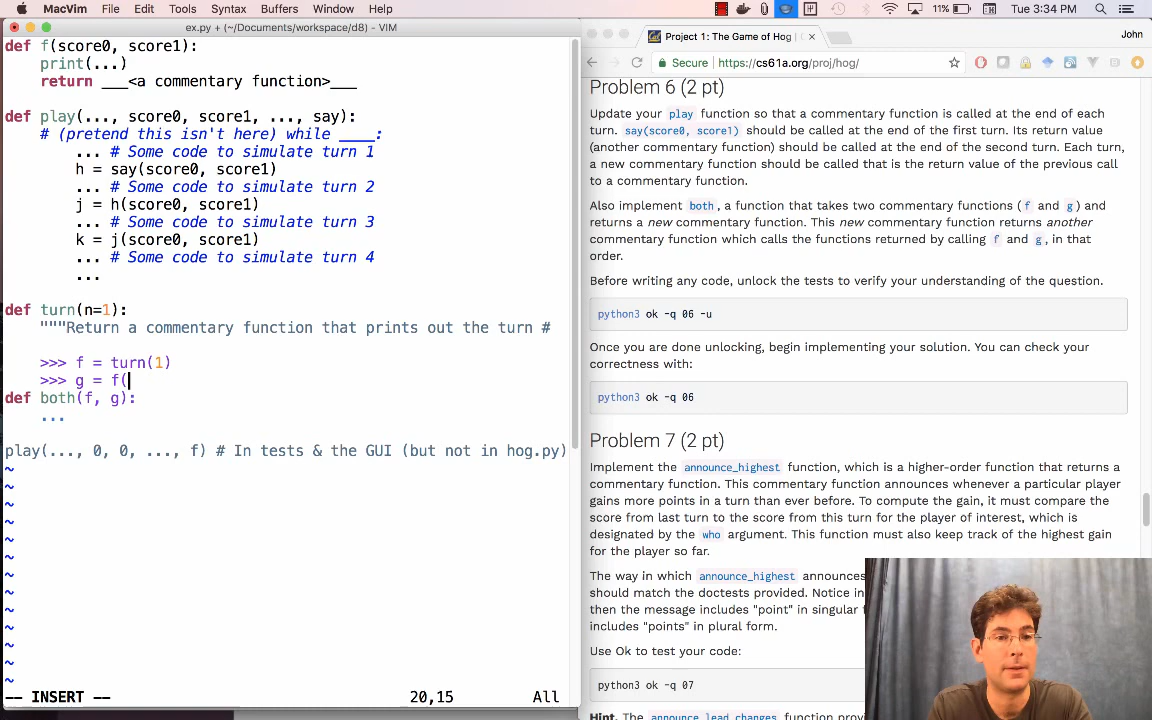 MacVim File Edit Tools Syntax Buffers Window Help 11% Tue 3:34 PM
ex.py + (~/Documents/workspace/d8) - VIM
def f(score0, score1):
    print(...)
    return ___<a commentary function>___
def play(..., score0, score1, ..., say):
    # (pretend this isn't here) while ____:
        ... # Some code to simulate turn 1
        h = say(score0, score1)
        ... # Some code to simulate turn 2
        j = h(score0, score1)
        ... # Some code to simulate turn 3
        k = j(score0, score1)
        ... # Some code to simulate turn 4
        ...
def turn(n=1):
    """Return a commentary function that prints out the turn #
    >>> f = turn(1)
    >>> g = f(
def both(f, g):
    ...
play(..., 0, 0, ..., f) # In tests & the GUI (but not in hog.py)
~
~
~
~
~
~
~
~
~
~
~
~
~
-- INSERT -- 20,15 All
Project 1: The Game of Hog | John
Secure https://cs61a.org/proj/hog/
Problem 6 (2 pt)
Update your play function so that a commentary function is called at the end of each
turn. say(score0, score1) should be called at the end of the first turn. Its return value
(another commentary function) should be called at the end of the second turn. Each turn,
a new commentary function should be called that is the return value of the previous call
to a commentary function.
Also implement both, a function that takes two commentary functions (f and g) and
returns a new commentary function. This new commentary function returns another
commentary function which calls the functions returned by calling f and g, in that
order.
Before writing any code, unlock the tests to verify your understanding of the question.
python3 ok -q 06 -u
Once you are done unlocking, begin implementing your solution. You can check your
correctness with:
python3 ok -q 06
Problem 7 (2 pt)
Implement the announce_highest function, which is a higher-order function that returns a
commentary function. This commentary function announces whenever a particular player
gains more points in a turn than ever before. To compute the gain, it must compare the
score from last turn to the score from this turn for the player of interest, which is
designated by the who argument. This function must also keep track of the highest gain
for the player so far.
The way in which announce_highest announces
should match the doctests provided. Notice in
then the message includes "point" in singular
includes "points" in plural form.
Use Ok to test your code:
python3 ok -q 07
Hint. The announce_lead_changes function